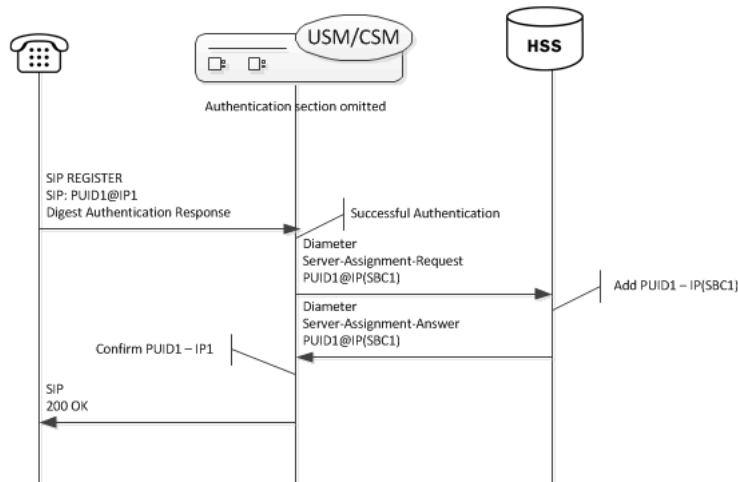 USM/CSM
HSS
Authentication section omitted
SIP REGISTER
SIP: PUID1@IP1
Digest Authentication Response
Successful Authentication
Diameter
Server-Assignment-Request
PUID1@IP(SBC1)
Add PUID1 – IP(SBC1)
Diameter
Server-Assignment-Answer
PUID1@IP(SBC1)
Confirm PUID1 – IP1
SIP
200 OK